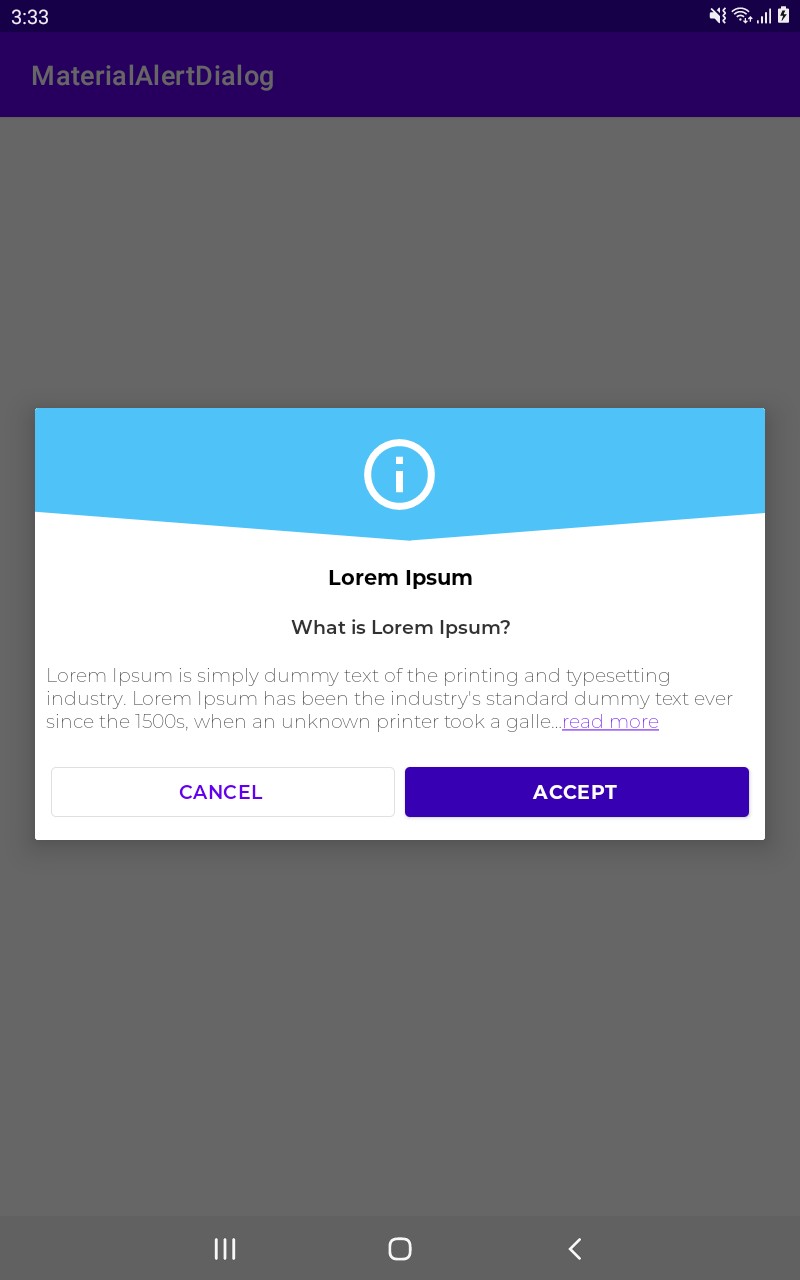 3:33
MaterialAlertDialog
Lorem Ipsum
What is Lorem Ipsum?
Lorem Ipsum is simply dummy text of the printing and typesetting
industry. Lorem Ipsum has been the industry's standard dummy text ever
since the 1500s, when an unknown printer took a galle...read more
CANCEL
ACCEPT